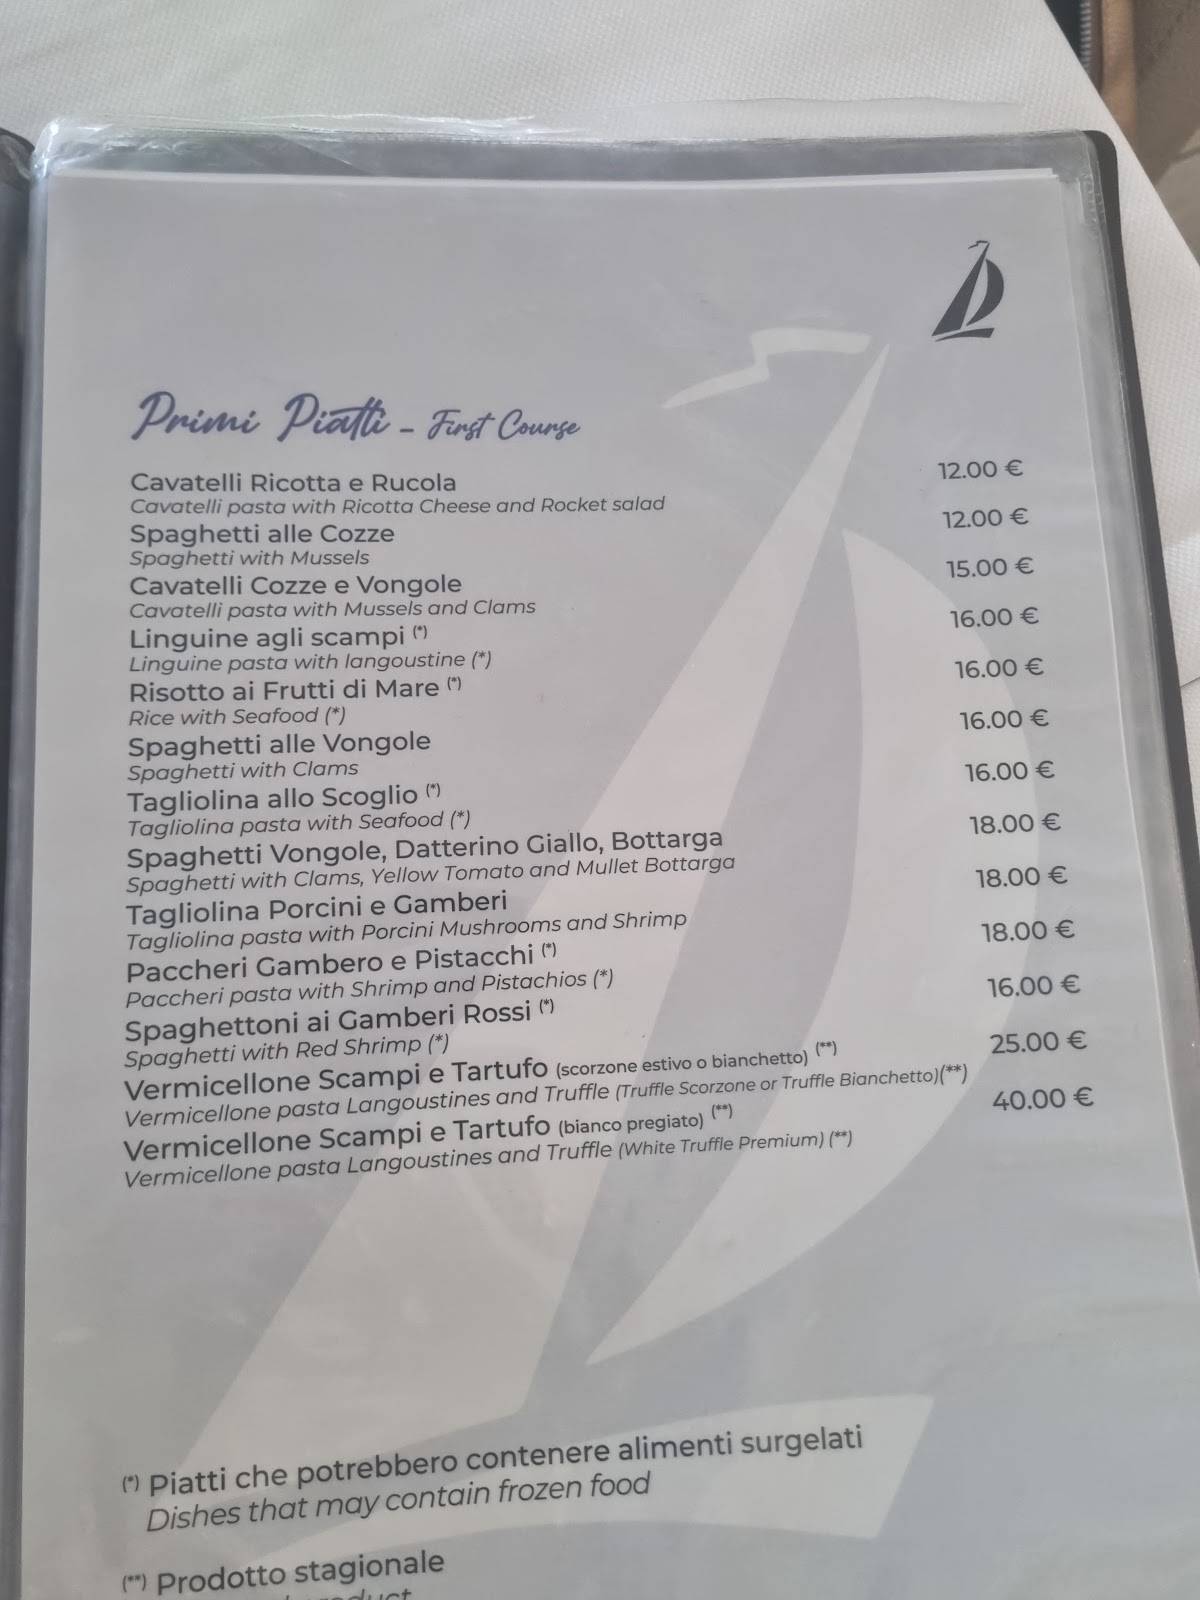 Primi Piatti - First Course
Cavatelli Ricotta e Rucola 12.00 €
Cavatelli pasta with Ricotta Cheese and Rocket salad
Spaghetti alle Cozze 12.00 €
Spaghetti with Mussels
Cavatelli Cozze e Vongole 15.00 €
Cavatelli pasta with Mussels and Clams
Linguine agli scampi (*) 16.00 €
Linguine pasta with langoustine (*)
Risotto ai Frutti di Mare (*) 16.00 €
Rice with Seafood (*)
Spaghetti alle Vongole 16.00 €
Spaghetti with Clams
Tagliolina allo Scoglio (*) 16.00 €
Tagliolina pasta with Seafood (*)
Spaghetti Vongole, Datterino Giallo, Bottarga 18.00 €
Spaghetti with Clams, Yellow Tomato and Mullet Bottarga
Tagliolina Porcini e Gamberi 18.00 €
Tagliolina pasta with Porcini Mushrooms and Shrimp
Paccheri Gambero e Pistacchi (*) 18.00 €
Paccheri pasta with Shrimp and Pistachios (*)
Spaghettoni ai Gamberi Rossi (*) 16.00 €
Spaghetti with Red Shrimp (*)
Vermicellone Scampi e Tartufo (scorzone estivo o bianchetto) (**) 25.00 €
Vermicellone pasta Langoustines and Truffle (Truffle Scorzone or Truffle Bianchetto)(**)
Vermicellone Scampi e Tartufo (bianco pregiato) (**) 40.00 €
Vermicellone pasta Langoustines and Truffle (White Truffle Premium) (**)
(*) Piatti che potrebbero contenere alimenti surgelati
Dishes that may contain frozen food
(**) Prodotto stagionale